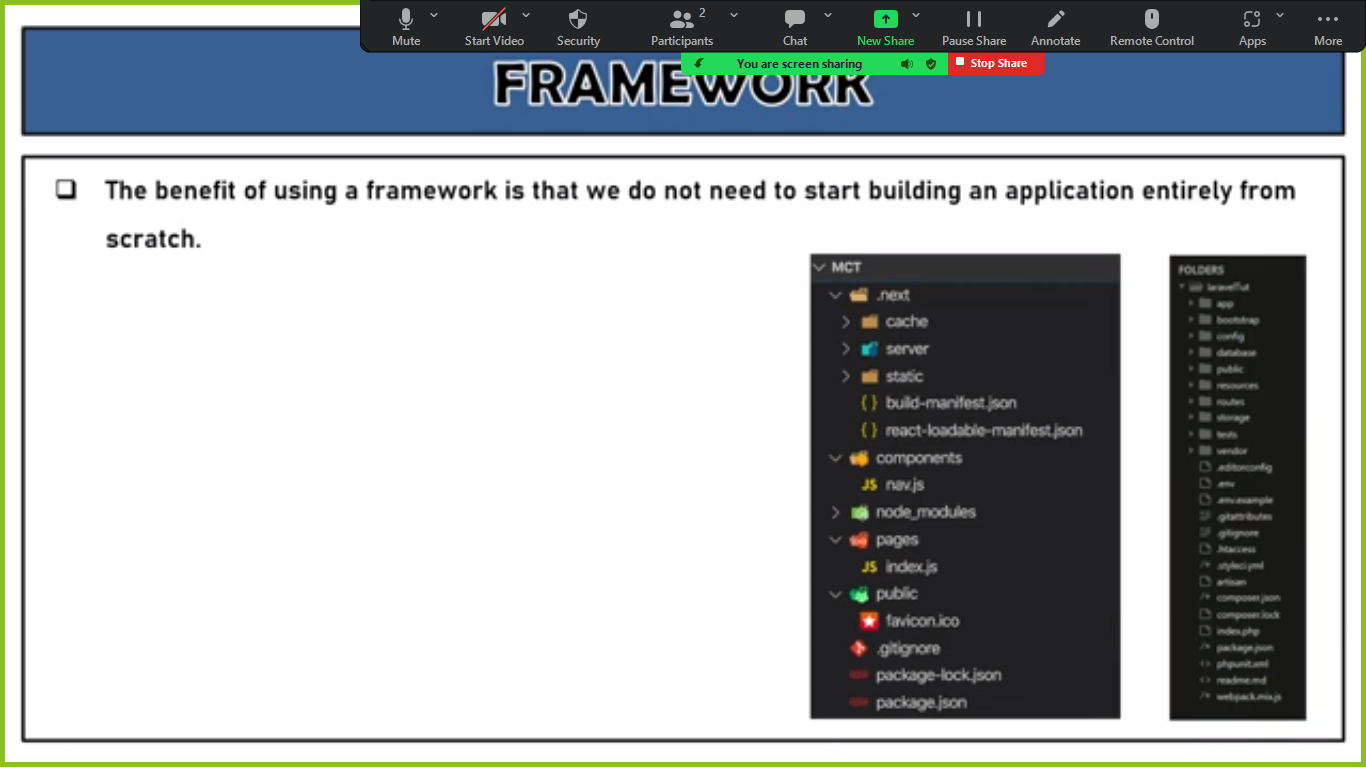 Mute
Start Video
Security
Participants
2
Chat
New Share
Pause Share
Annotate
Remote Control
Apps
More
You are screen sharing
Stop Share
FRAMEWORK
The benefit of using a framework is that we do not need to start building an application entirely from
scratch.
MCT
.next
cache
server
static
{ } build-manifest.json
{ } react-loadable-manifest.json
components
JS nav.js
node_modules
pages
JS index.js
public
favicon.ico
.gitignore
package-lock.json
package.json
FOLDERS
laravelTut
app
bootstrap
config
database
public
resources
routes
storage
tests
vendor
.editorconfig
.env
.env.example
.gitattributes
.gitignore
.htaccess
.styleci.yml
artisan
composer.json
composer.lock
index.php
package.json
phpunit.xml
readme.md
webpack.mix.js